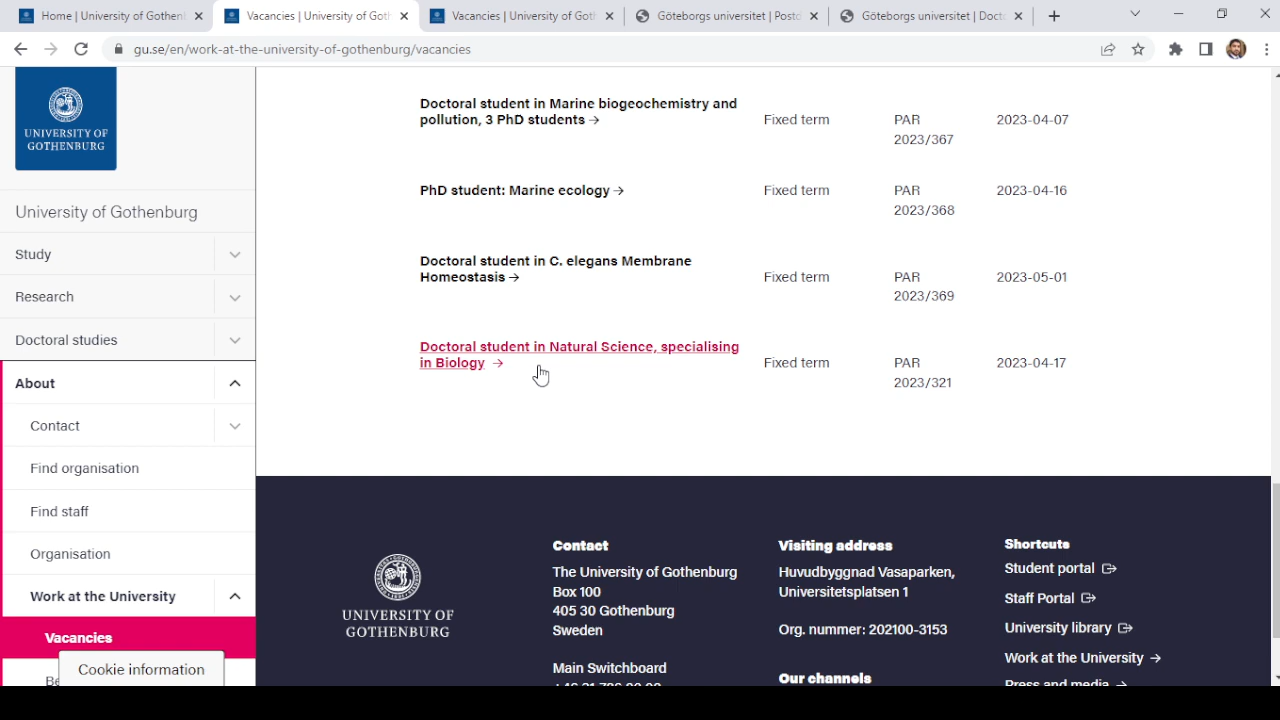 Home | University of Gothen
Vacancies | University of Got
Vacancies | University of Got
Göteborgs universitet | Postd
Göteborgs universitet | Docto
gu.se/en/work-at-the-university-of-gothenburg/vacancies
UNIVERSITY OF
GOTHENBURG
University of Gothenburg
Study
Research
Doctoral studies
About
Contact
Find organisation
Find staff
Organisation
Work at the University
Vacancies
Be
Cookie information
Doctoral student in Marine biogeochemistry and
pollution, 3 PhD students →
Fixed term
PAR
2023/367
2023-04-07
PhD student: Marine ecology →
Fixed term
PAR
2023/368
2023-04-16
Doctoral student in C. elegans Membrane
Homeostasis →
Fixed term
PAR
2023/369
2023-05-01
Doctoral student in Natural Science, specialising
in Biology →
Fixed term
PAR
2023/321
2023-04-17
UNIVERSITY OF
GOTHENBURG
Contact
The University of Gothenburg
Box 100
405 30 Gothenburg
Sweden
Main Switchboard
Visiting address
Huvudbyggnad Vasaparken,
Universitetsplatsen 1
Org. nummer: 202100-3153
Our channels
Shortcuts
Student portal
Staff Portal
University library
Work at the University →
Press and media →